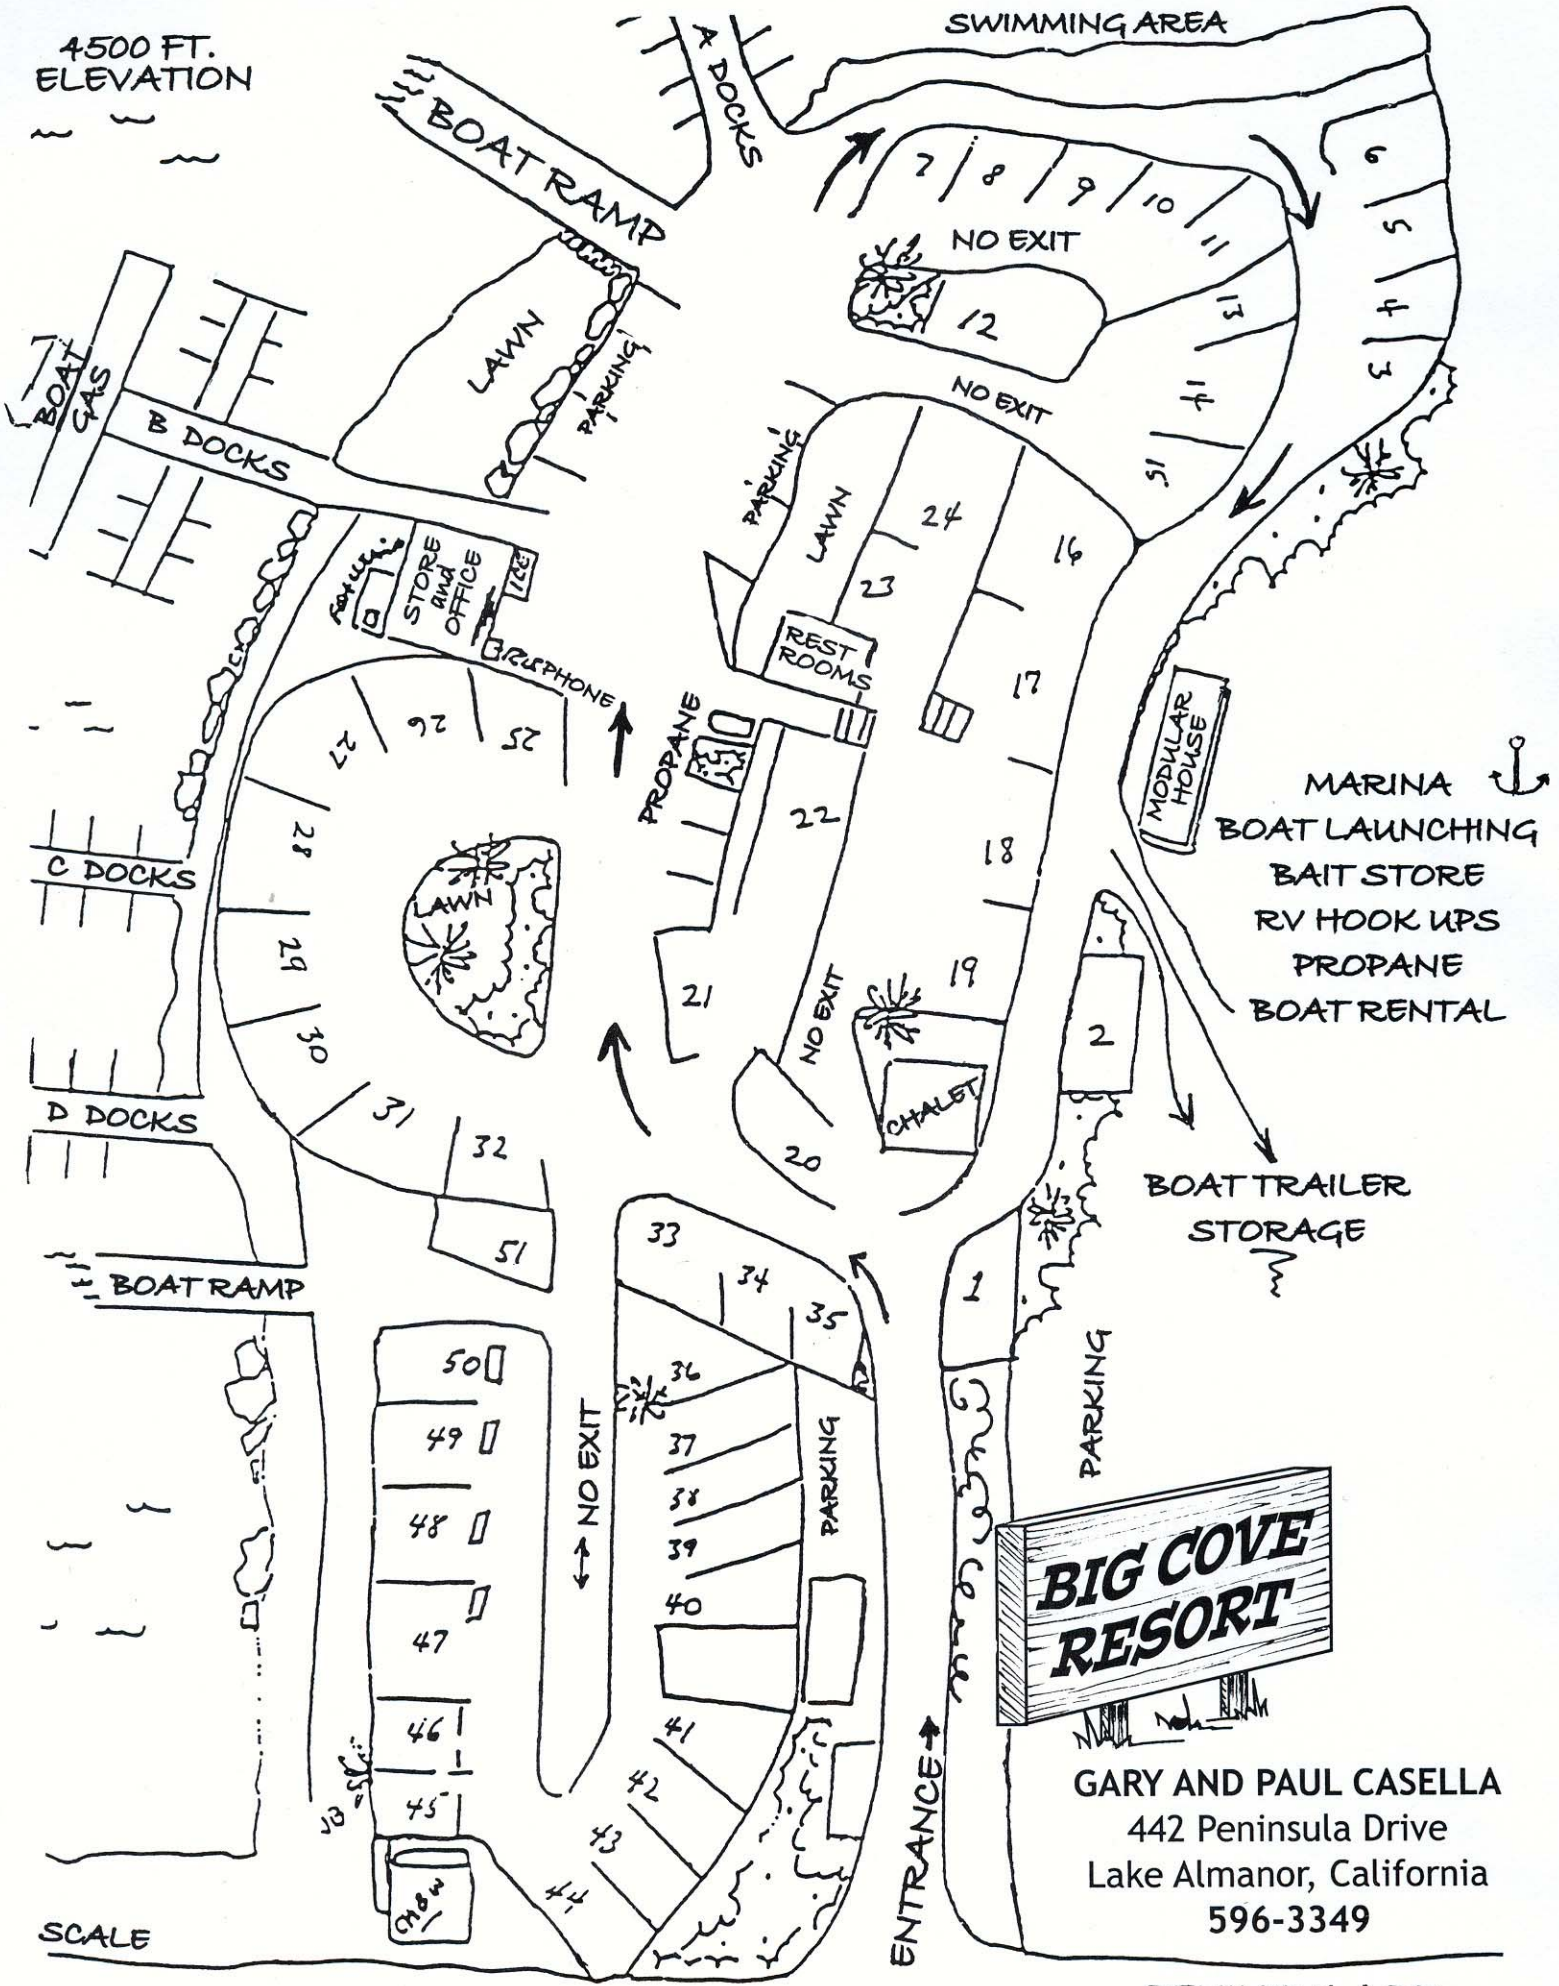 4500 FT.
ELEVATION
SWIMMING AREA
A DOCKS
BOAT RAMP
7
8
9
10
11
6
5
4
3
NO EXIT
12
13
14
15
NO EXIT
LAWN
PARKING
BOAT
GAS
B DOCKS
PARKING
LAWN
24
23
16
17
STORE
and
OFFICE
ICE
REST
ROOMS
PROPANE
27
26
25
28
29
30
31
32
LAWN
22
21
18
19
NO EXIT
20
CHALET
MODULAR
HOUSE
2
1
MARINA
BOAT LAUNCHING
BAIT STORE
RV HOOK UPS
PROPANE
BOAT RENTAL
C DOCKS
D DOCKS
BOAT TRAILER
STORAGE
51
BOAT RAMP
33
34
35
36
37
38
39
40
41
42
43
44
50
49
48
47
46
45
NO EXIT
PARKING
PARKING
JB
ENTRANCE
BIG COVE
RESORT
GARY AND PAUL CASELLA
442 Peninsula Drive
Lake Almanor, California
596-3349
SCALE